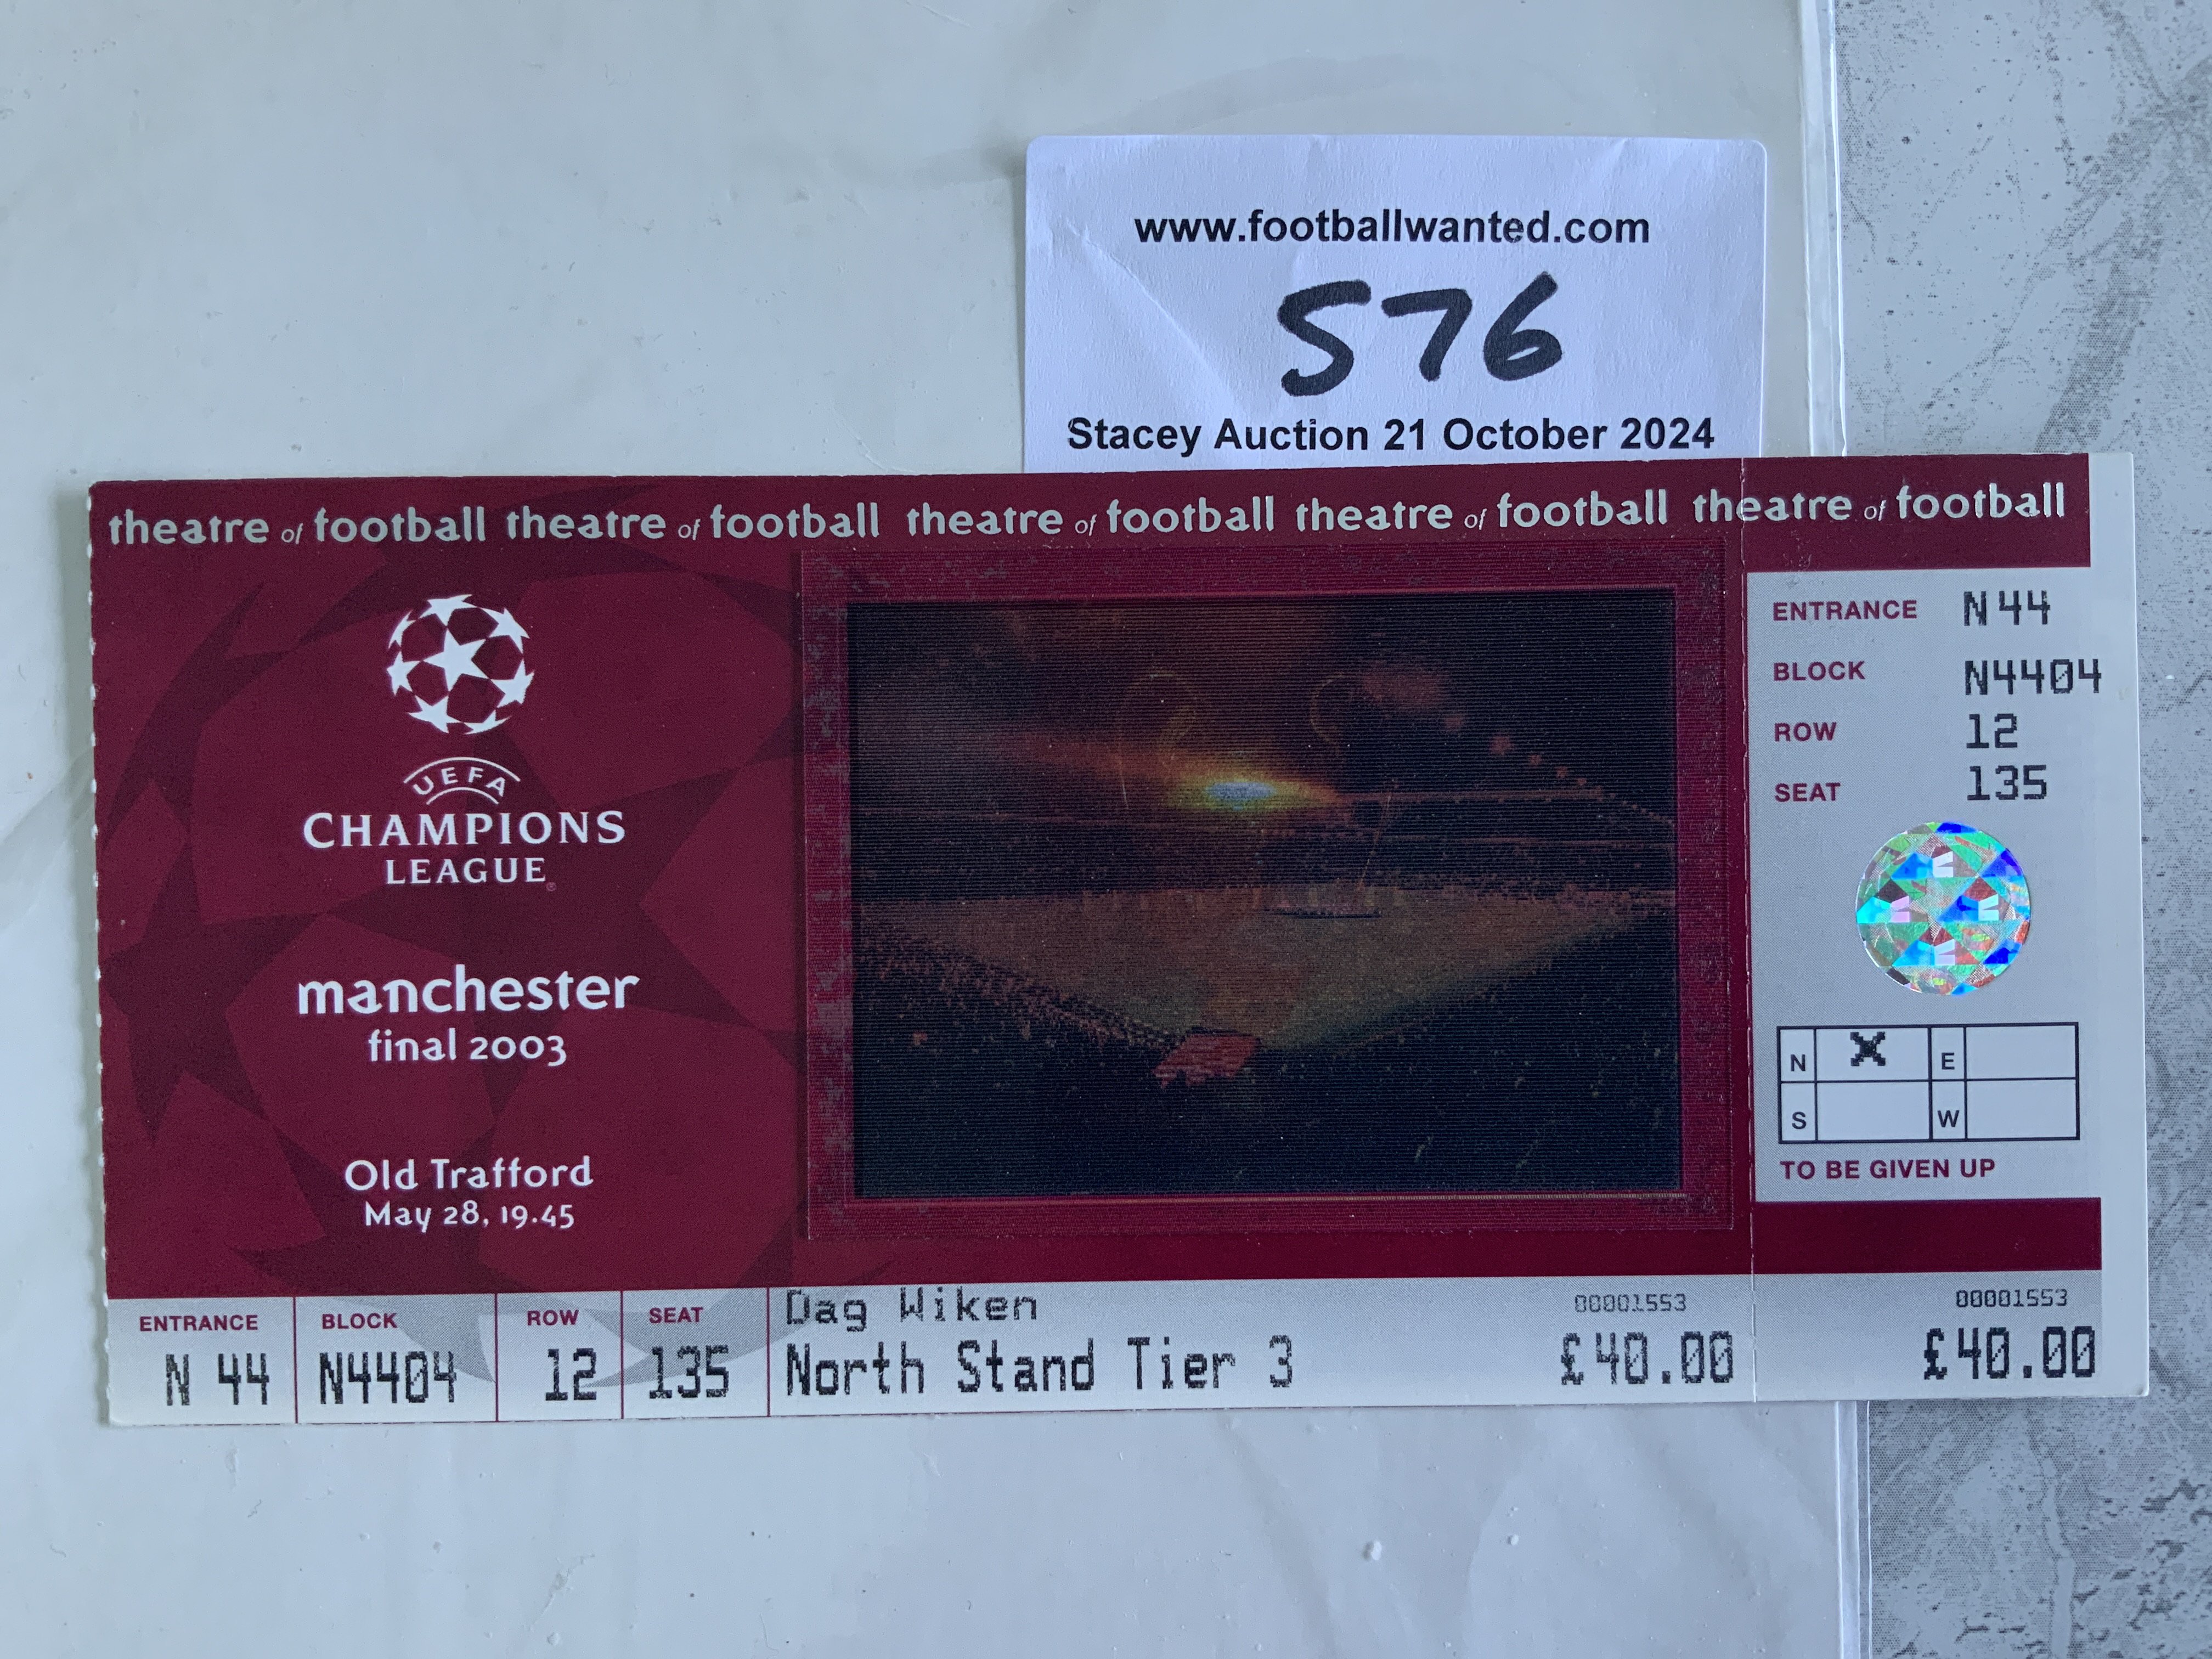 www.footballwanted.com
576
Stacey Auction 21 October 2024
theatre of football theatre of football theatre of football theatre of football theatre of football
UEFA
CHAMPIONS
LEAGUE
manchester
final 2003
Old Trafford
May 28, 19.45
ENTRANCE N 44
BLOCK N4404
ROW 12
SEAT 135
N X E
S W
TO BE GIVEN UP
ENTRANCE BLOCK ROW SEAT Dag Wiken 00001553
N 44 N4404 12 135 North Stand Tier 3 £40.00
00001553
£40.00